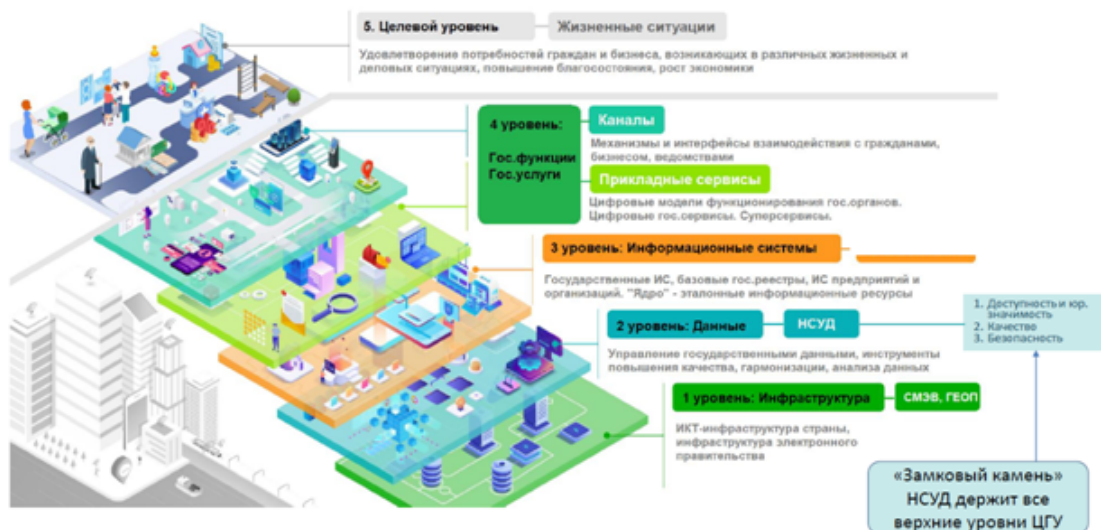 5. Целевой уровень
Жизненные ситуации
Удовлетворение потребностей граждан и бизнеса, возникающих в различных жизненных и
деловых ситуациях, повышение благосостояния, рост экономики
4 уровень:
Гос.функции
Гос.услуги
Каналы
Механизмы и интерфейсы взаимодействия с гражданами,
бизнесом, ведомствами
Прикладные сервисы
Цифровые модели функционирования гос.органов.
Цифровые гос.сервисы. Суперсервисы.
3 уровень: Информационные системы
Государственные ИС, базовые гос.реестры, ИС предприятий и
организаций. "Ядро" - эталонные информационные ресурсы
2 уровень: Данные
НСУД
Управление государственными данными, инструменты
повышения качества, гармонизации, анализа данных
1. Доступность и юр.
значимость
2. Качество
3. Безопасность
1 уровень: Инфраструктура
СМЭВ, ГЕОП
ИКТ-инфраструктура страны,
инфраструктура электронного
правительства
«Замковый камень»
НСУД держит все
верхние уровни ЦГУ